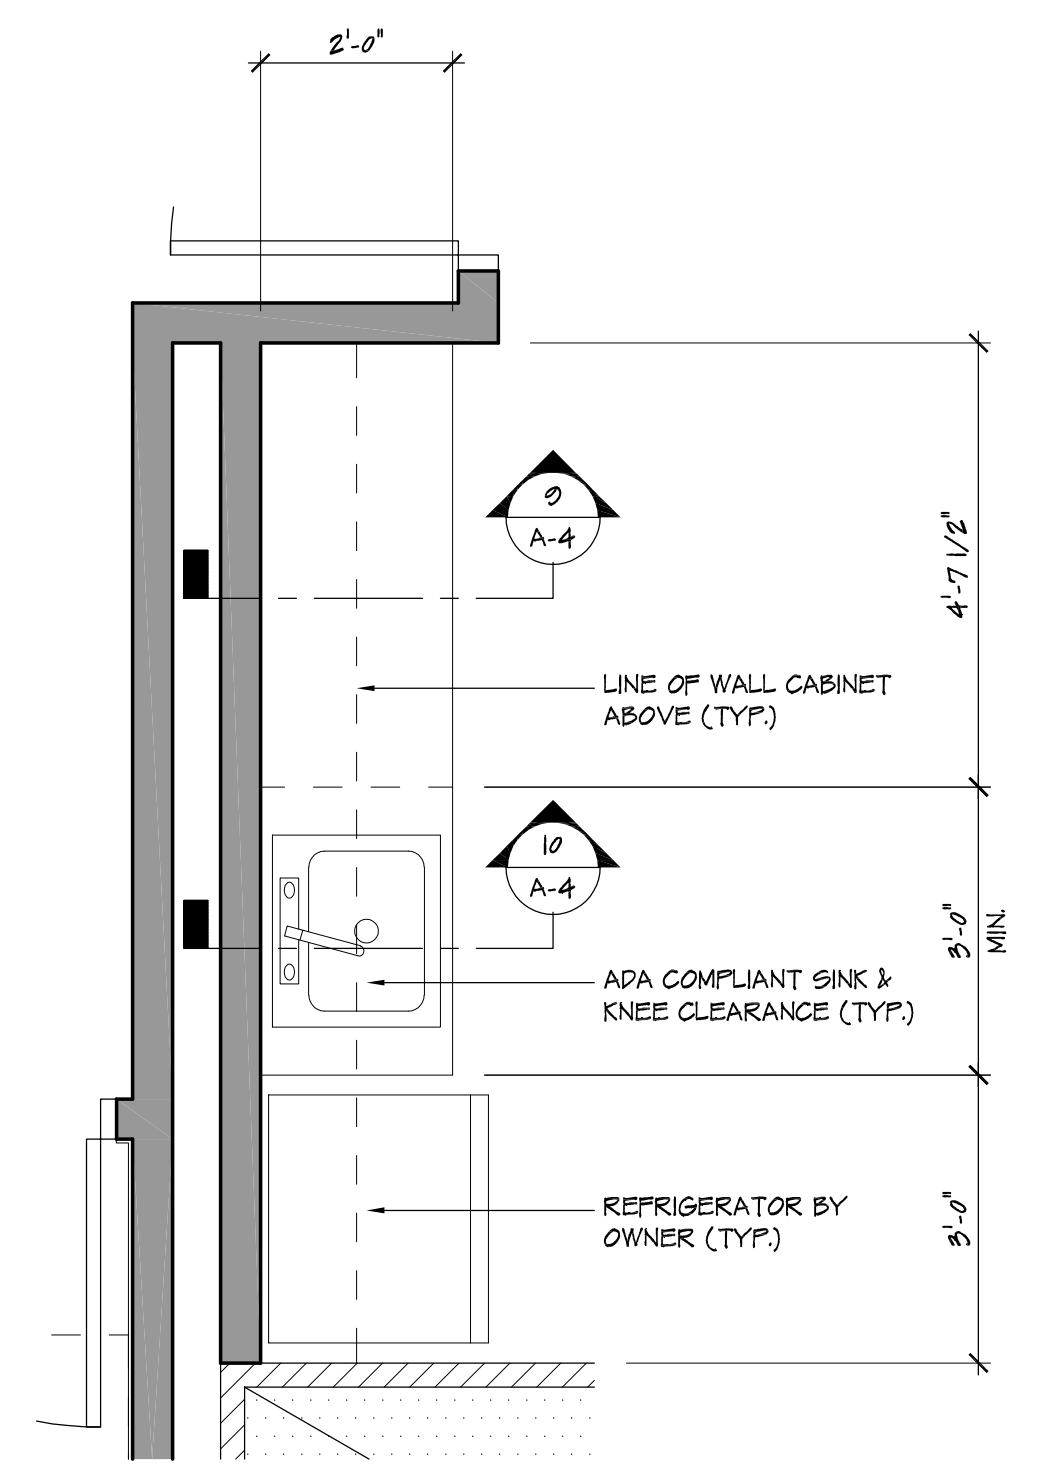 2'-0"
9
A-4
4'-7 1/2"
LINE OF WALL CABINET
ABOVE (TYP.)
10
A-4
3'-0"
MIN.
ADA COMPLIANT SINK &
KNEE CLEARANCE (TYP.)
REFRIGERATOR BY
OWNER (TYP.)
3'-0"